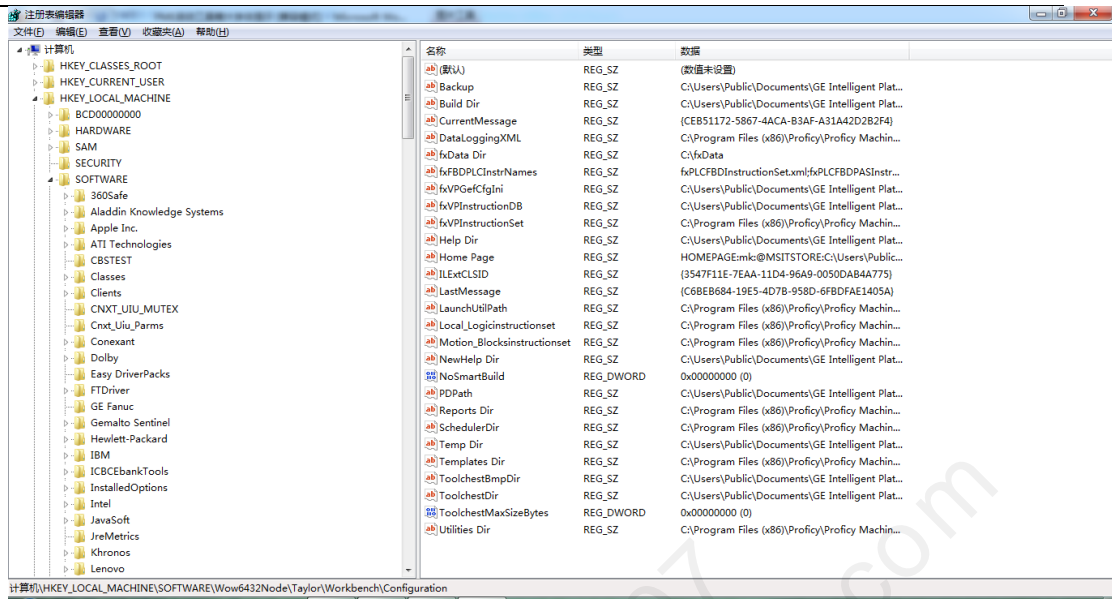 注册表编辑器
文件(F) 编辑(E) 查看(V) 收藏夹(A) 帮助(H)
计算机
HKEY_CLASSES_ROOT
HKEY_CURRENT_USER
HKEY_LOCAL_MACHINE
BCD00000000
HARDWARE
SAM
SECURITY
SOFTWARE
360Safe
Aladdin Knowledge Systems
Apple Inc.
ATI Technologies
CBSTEST
Classes
Clients
CNXT_UIU_MUTEX
Cnxt_Uiu_Parms
Conexant
Dolby
Easy DriverPacks
FTDriver
GE Fanuc
Gemalto Sentinel
Hewlett-Packard
IBM
ICBCEbankTools
InstalledOptions
Intel
JavaSoft
JreMetrics
Khronos
Lenovo
名称 类型 数据
(默认) REG_SZ (数值未设置)
Backup REG_SZ C:\Users\Public\Documents\GE Intelligent Plat...
Build Dir REG_SZ C:\Users\Public\Documents\GE Intelligent Plat...
CurrentMessage REG_SZ {CEB51172-5867-4ACA-B3AF-A31A42D2B2F4}
DataLoggingXML REG_SZ C:\Program Files (x86)\Proficy\Proficy Machin...
fxData Dir REG_SZ C:\fxData
fxFBDPLCInstrNames REG_SZ fxPLCFBDInstructionSet.xml;fxPLCFBDPASInstr...
fxVPGefCfgIni REG_SZ C:\Users\Public\Documents\GE Intelligent Plat...
fxVPInstructionDB REG_SZ C:\Users\Public\Documents\GE Intelligent Plat...
fxVPInstructionSet REG_SZ C:\Program Files (x86)\Proficy\Proficy Machin...
Help Dir REG_SZ C:\Users\Public\Documents\GE Intelligent Plat...
Home Page REG_SZ HOMEPAGE:mk:@MSITSTORE:C:\Users\Public...
ILExtCLSID REG_SZ {3547F11E-7EAA-11D4-96A9-0050DAB4A775}
LastMessage REG_SZ {C6BEB684-19E5-4D7B-958D-6FBDFAE1405A}
LaunchUtilPath REG_SZ C:\Program Files (x86)\Proficy\Proficy Machin...
Local_Logicinstructionset REG_SZ C:\Program Files (x86)\Proficy\Proficy Machin...
Motion_Blocksinstructionset REG_SZ C:\Program Files (x86)\Proficy\Proficy Machin...
NewHelp Dir REG_SZ C:\Users\Public\Documents\GE Intelligent Plat...
NoSmartBuild REG_DWORD 0x00000000 (0)
PDPath REG_SZ C:\Users\Public\Documents\GE Intelligent Plat...
Reports Dir REG_SZ C:\Program Files (x86)\Proficy\Proficy Machin...
SchedulerDir REG_SZ C:\Program Files (x86)\Proficy\Proficy Machin...
Temp Dir REG_SZ C:\Users\Public\Documents\GE Intelligent Plat...
Templates Dir REG_SZ C:\Program Files (x86)\Proficy\Proficy Machin...
ToolchestBmpDir REG_SZ C:\Users\Public\Documents\GE Intelligent Plat...
ToolchestDir REG_SZ C:\Users\Public\Documents\GE Intelligent Plat...
ToolchestMaxSizeBytes REG_DWORD 0x00000000 (0)
Utilities Dir REG_SZ C:\Program Files (x86)\Proficy\Proficy Machin...
计算机\HKEY_LOCAL_MACHINE\SOFTWARE\Wow6432Node\Taylor\Workbench\Configuration